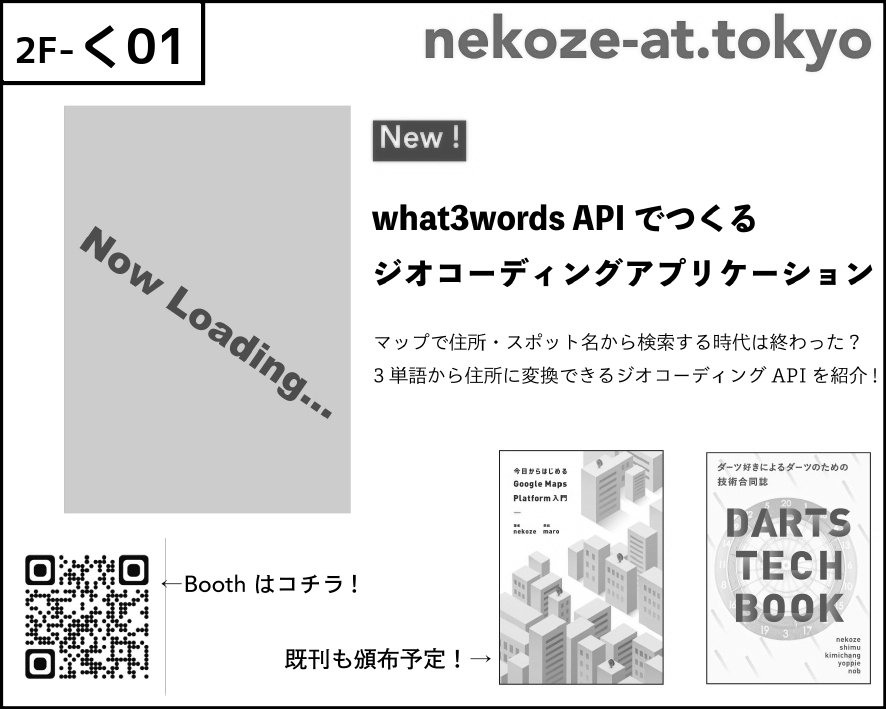 2F-く01
nekoze-at.tokyo
New !
what3words API でつくる
ジオコーディングアプリケーション
マップで住所・スポット名から検索する時代は終わった？
3 単語から住所に変換できるジオコーディング API を紹介 !
Now Loading...
←Booth はコチラ！
既刊も頒布予定！→
今日からはじめる
Google Maps
Platform 入門
nekoze maro
ダーツ好きによるダーツのための
技術合同誌
DARTS
TECH
BOOK
nekoze
shimu
kimichang
yoppie
nob